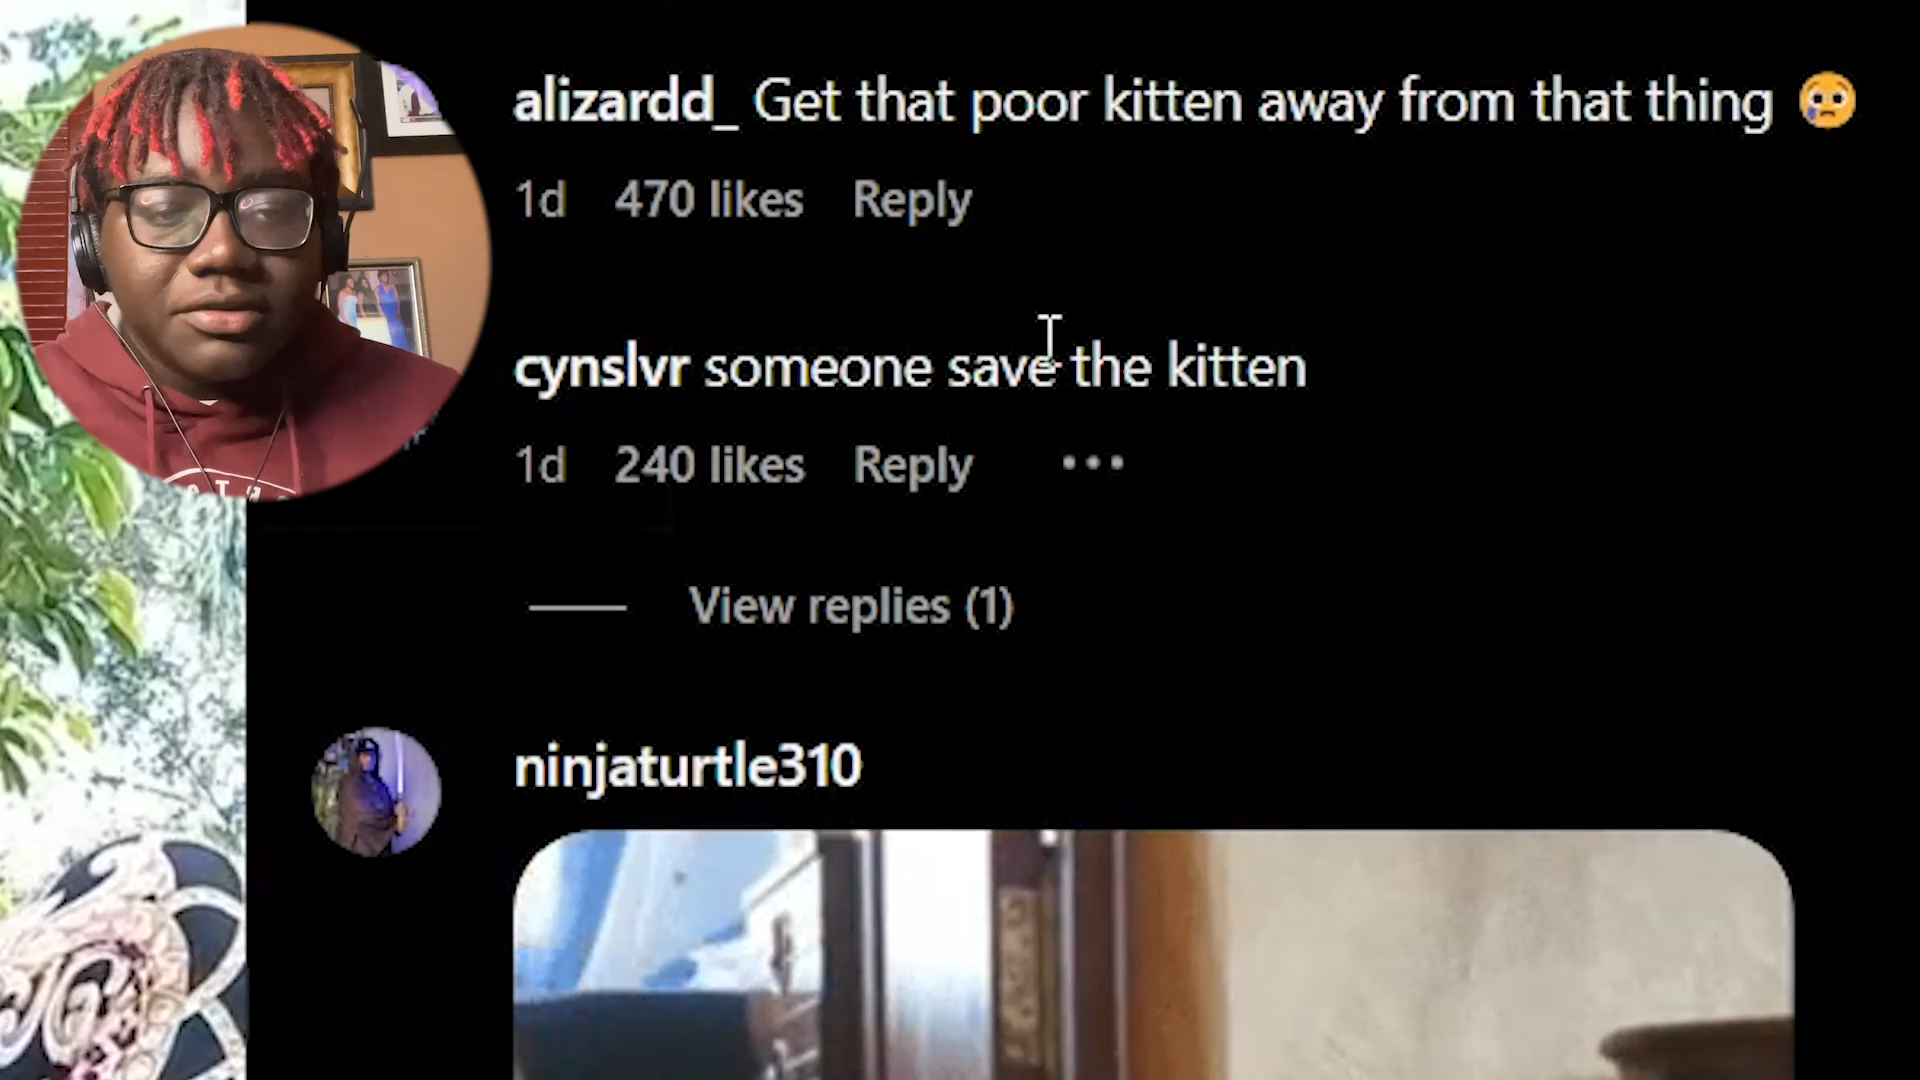 alizardd_ Get that poor kitten away from that thing 😢
1d 470 likes Reply
cynslvr someone save the kitten
1d 240 likes Reply •••
View replies (1)
ninjaturtle310